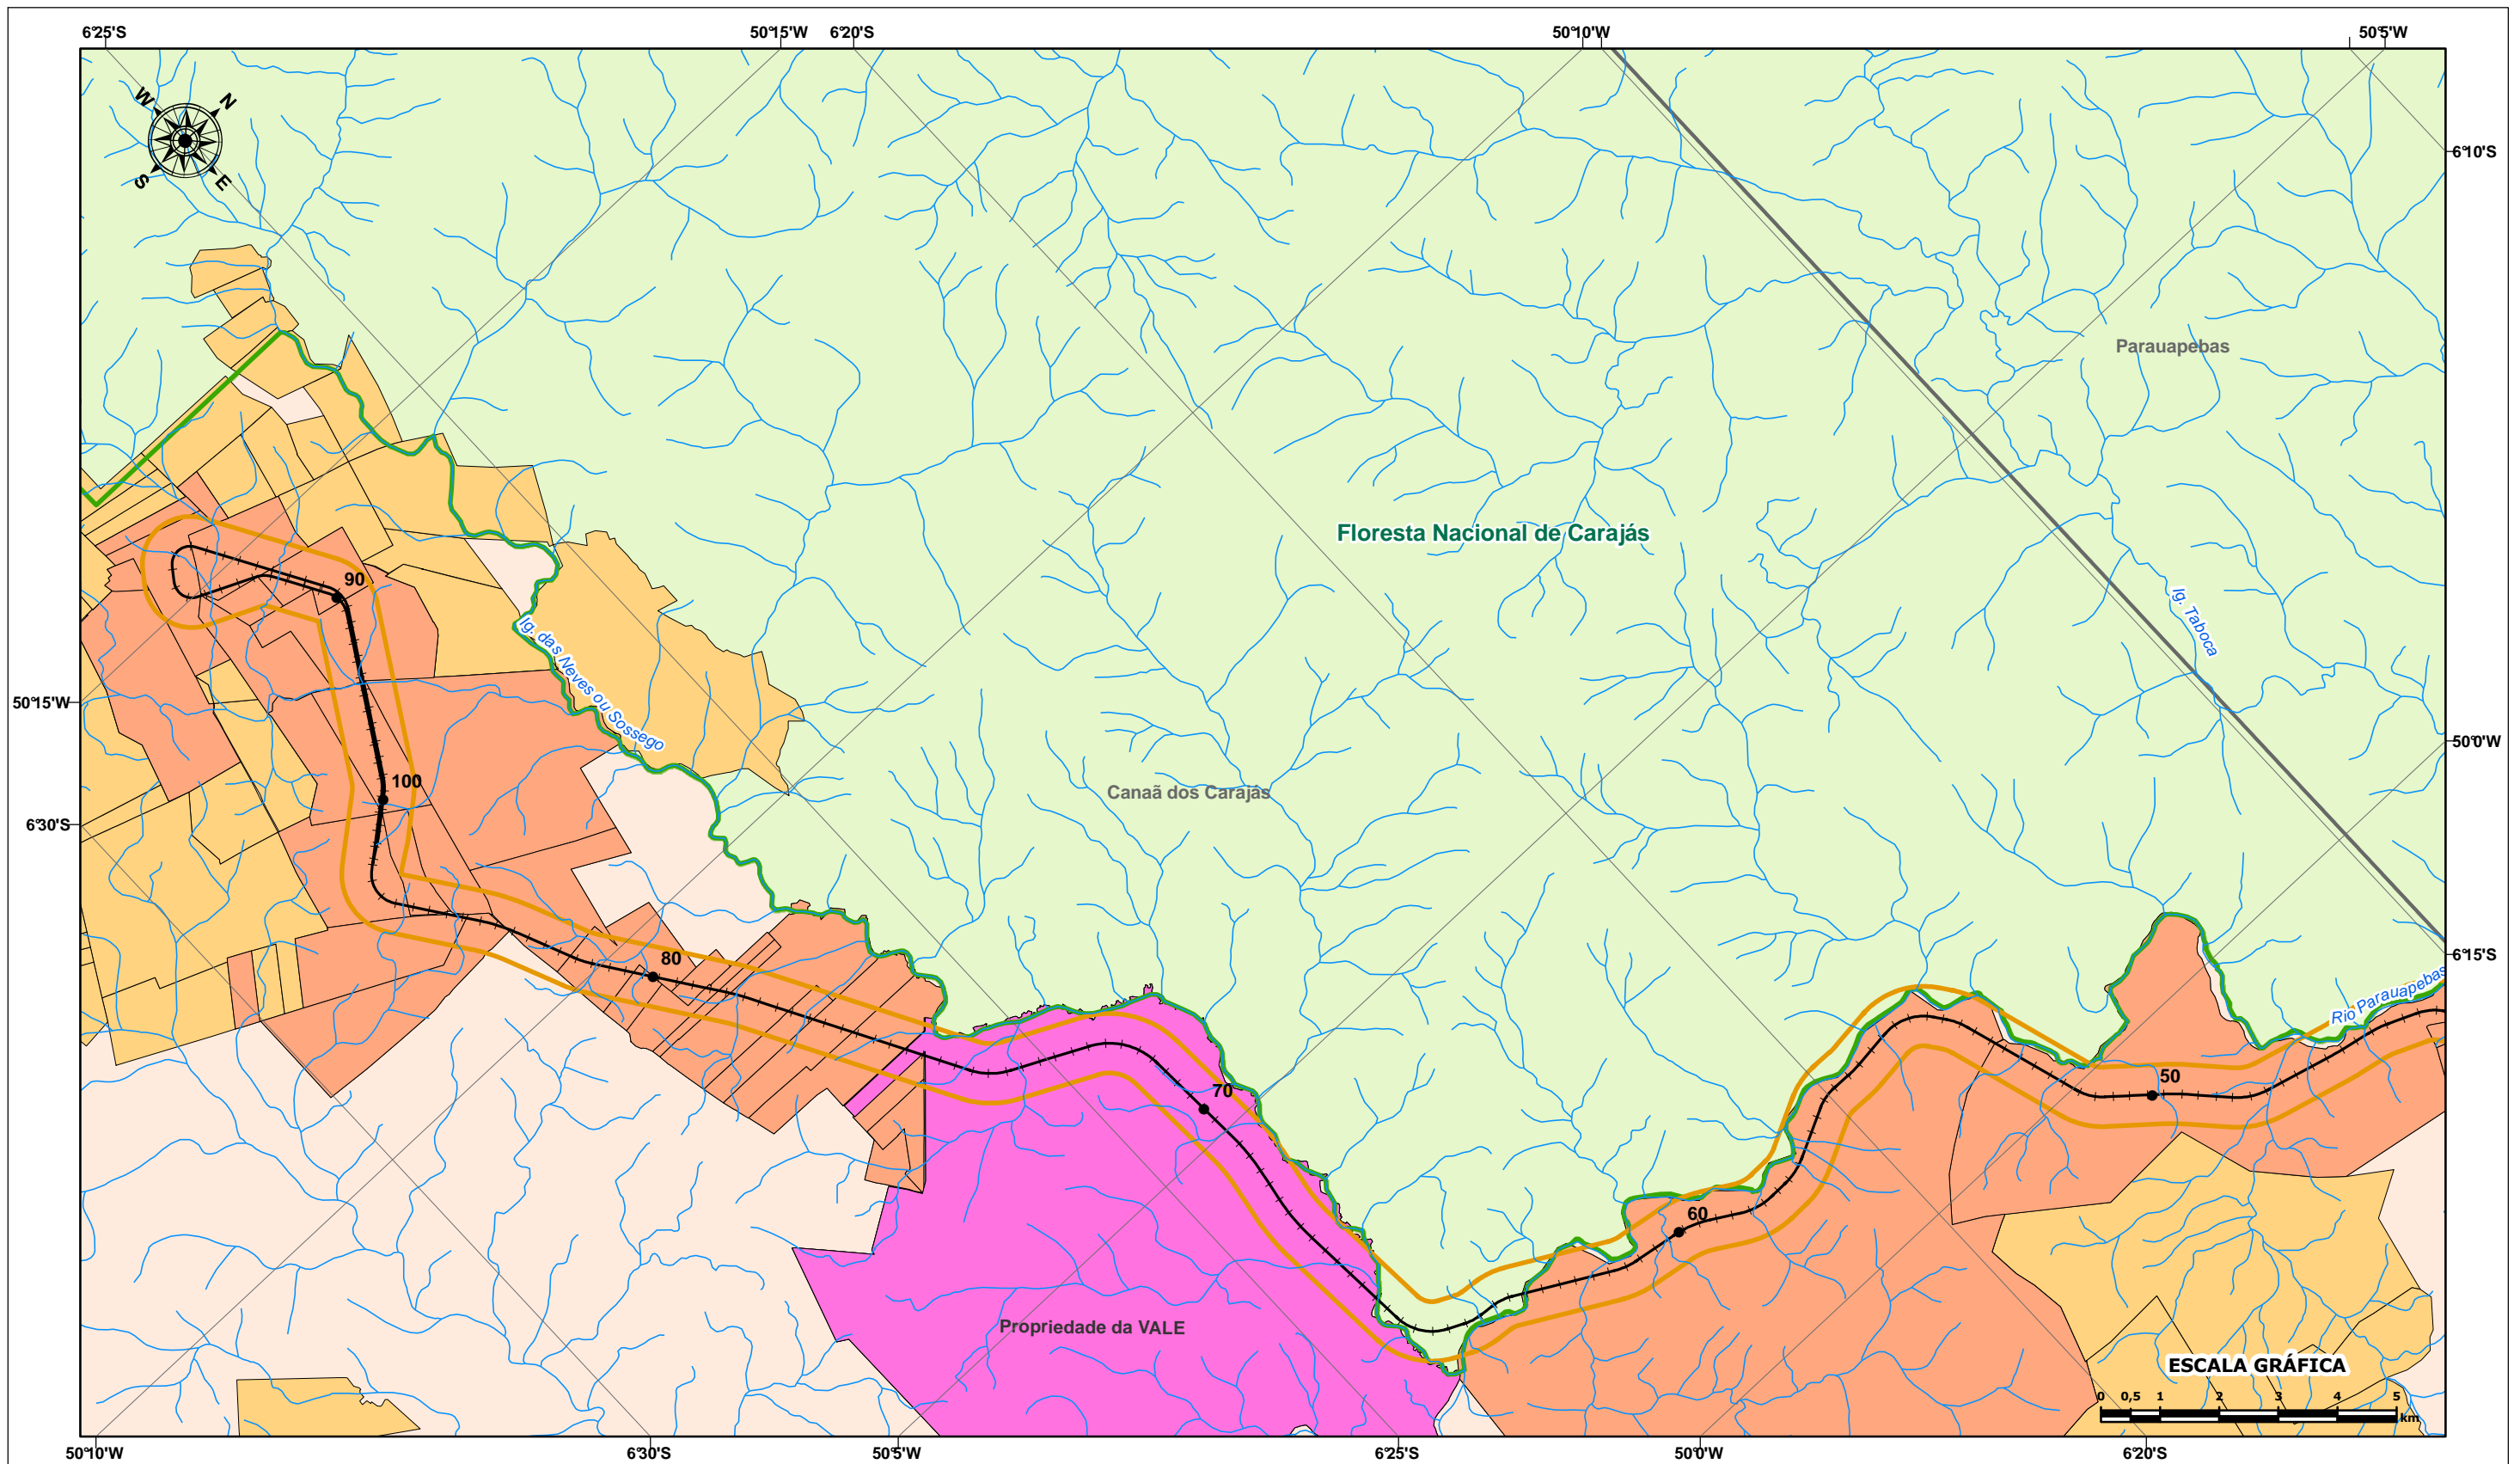 6°25'S 50°15'W 6°20'S 50°10'W 50°5'W
W N
S E
6°10'S
Parauapebas
Floresta Nacional de Carajás
90
Ig. Taboca
Ig. das Neves ou Sossego
50°15'W
50°0'W
100
Canaã dos Carajás
6°30'S
6°15'S
80
Rio Parauapebas
50
70
60
Propriedade da VALE
ESCALA GRÁFICA
0 0,5 1 2 3 4 5
km
50°10'W 6°30'S 50°5'W 6°25'S 50°0'W 6°20'S